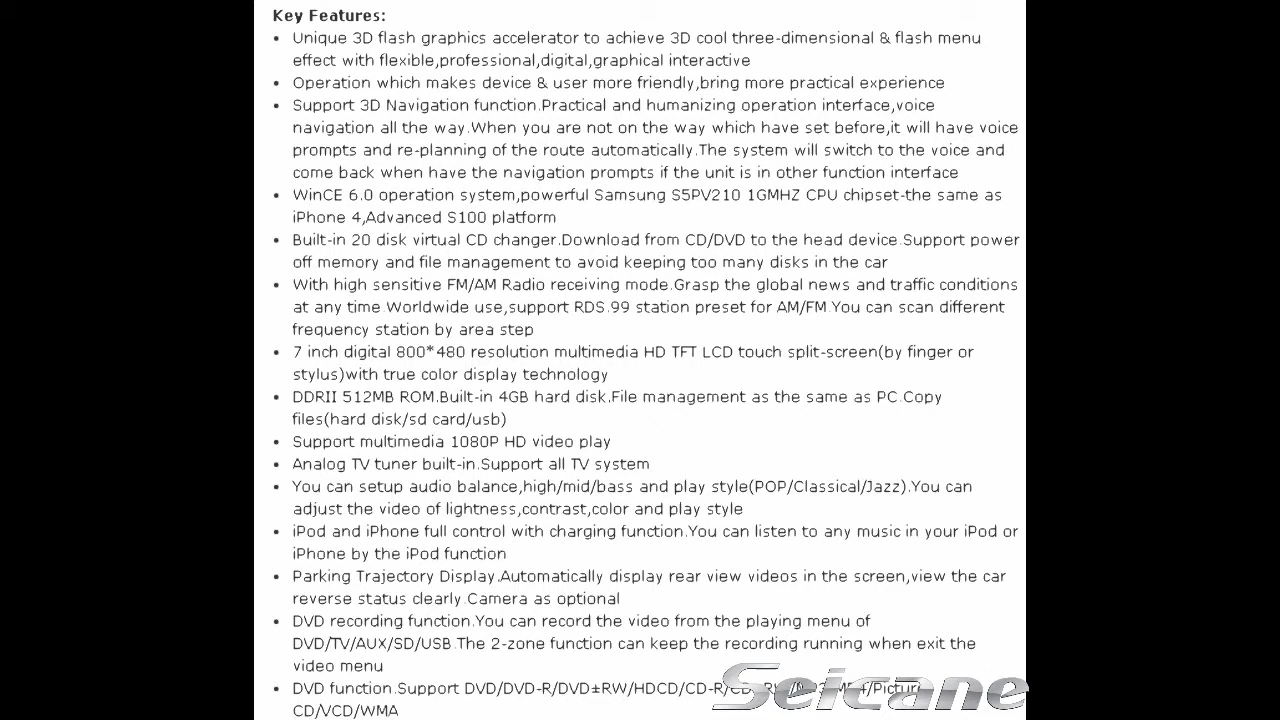 Key Features:
• Unique 3D flash graphics accelerator to achieve 3D cool three-dimensional & flash menu
effect with flexible,professional,digital,graphical interactive
• Operation which makes device & user more friendly,bring more practical experience
• Support 3D Navigation function.Practical and humanizing operation interface,voice
navigation all the way.When you are not on the way which have set before,it will have voice
prompts and re-planning of the route automatically.The system will switch to the voice and
come back when have the navigation prompts if the unit is in other function interface
• WinCE 6.0 operation system,powerful Samsung S5PV210 1GMHZ CPU chipset-the same as
iPhone 4,Advanced S100 platform
• Built-in 20 disk virtual CD changer.Download from CD/DVD to the head device.Support power
off memory and file management to avoid keeping too many disks in the car
• With high sensitive FM/AM Radio receiving mode.Grasp the global news and traffic conditions
at any time Worldwide use,support RDS.99 station preset for AM/FM.You can scan different
frequency station by area step
• 7 inch digital 800*480 resolution multimedia HD TFT LCD touch split-screen(by finger or
stylus)with true color display technology
• DDRII 512MB ROM.Built-in 4GB hard disk.File management as the same as PC.Copy
files(hard disk/sd card/usb)
• Support multimedia 1080P HD video play
• Analog TV tuner built-in.Support all TV system
• You can setup audio balance,high/mid/bass and play style(POP/Classical/Jazz).You can
adjust the video of lightness,contrast,color and play style
• iPod and iPhone full control with charging function.You can listen to any music in your iPod or
iPhone by the iPod function
• Parking Trajectory Display.Automatically display rear view videos in the screen,view the car
reverse status clearly.Camera as optional
• DVD recording function.You can record the video from the playing menu of
DVD/TV/AUX/SD/USB.The 2-zone function can keep the recording running when exit the
video menu
• DVD function.Support DVD/DVD-R/DVD±RW/HDCD/CD-R/
CD/VCD/WMA
Seicane